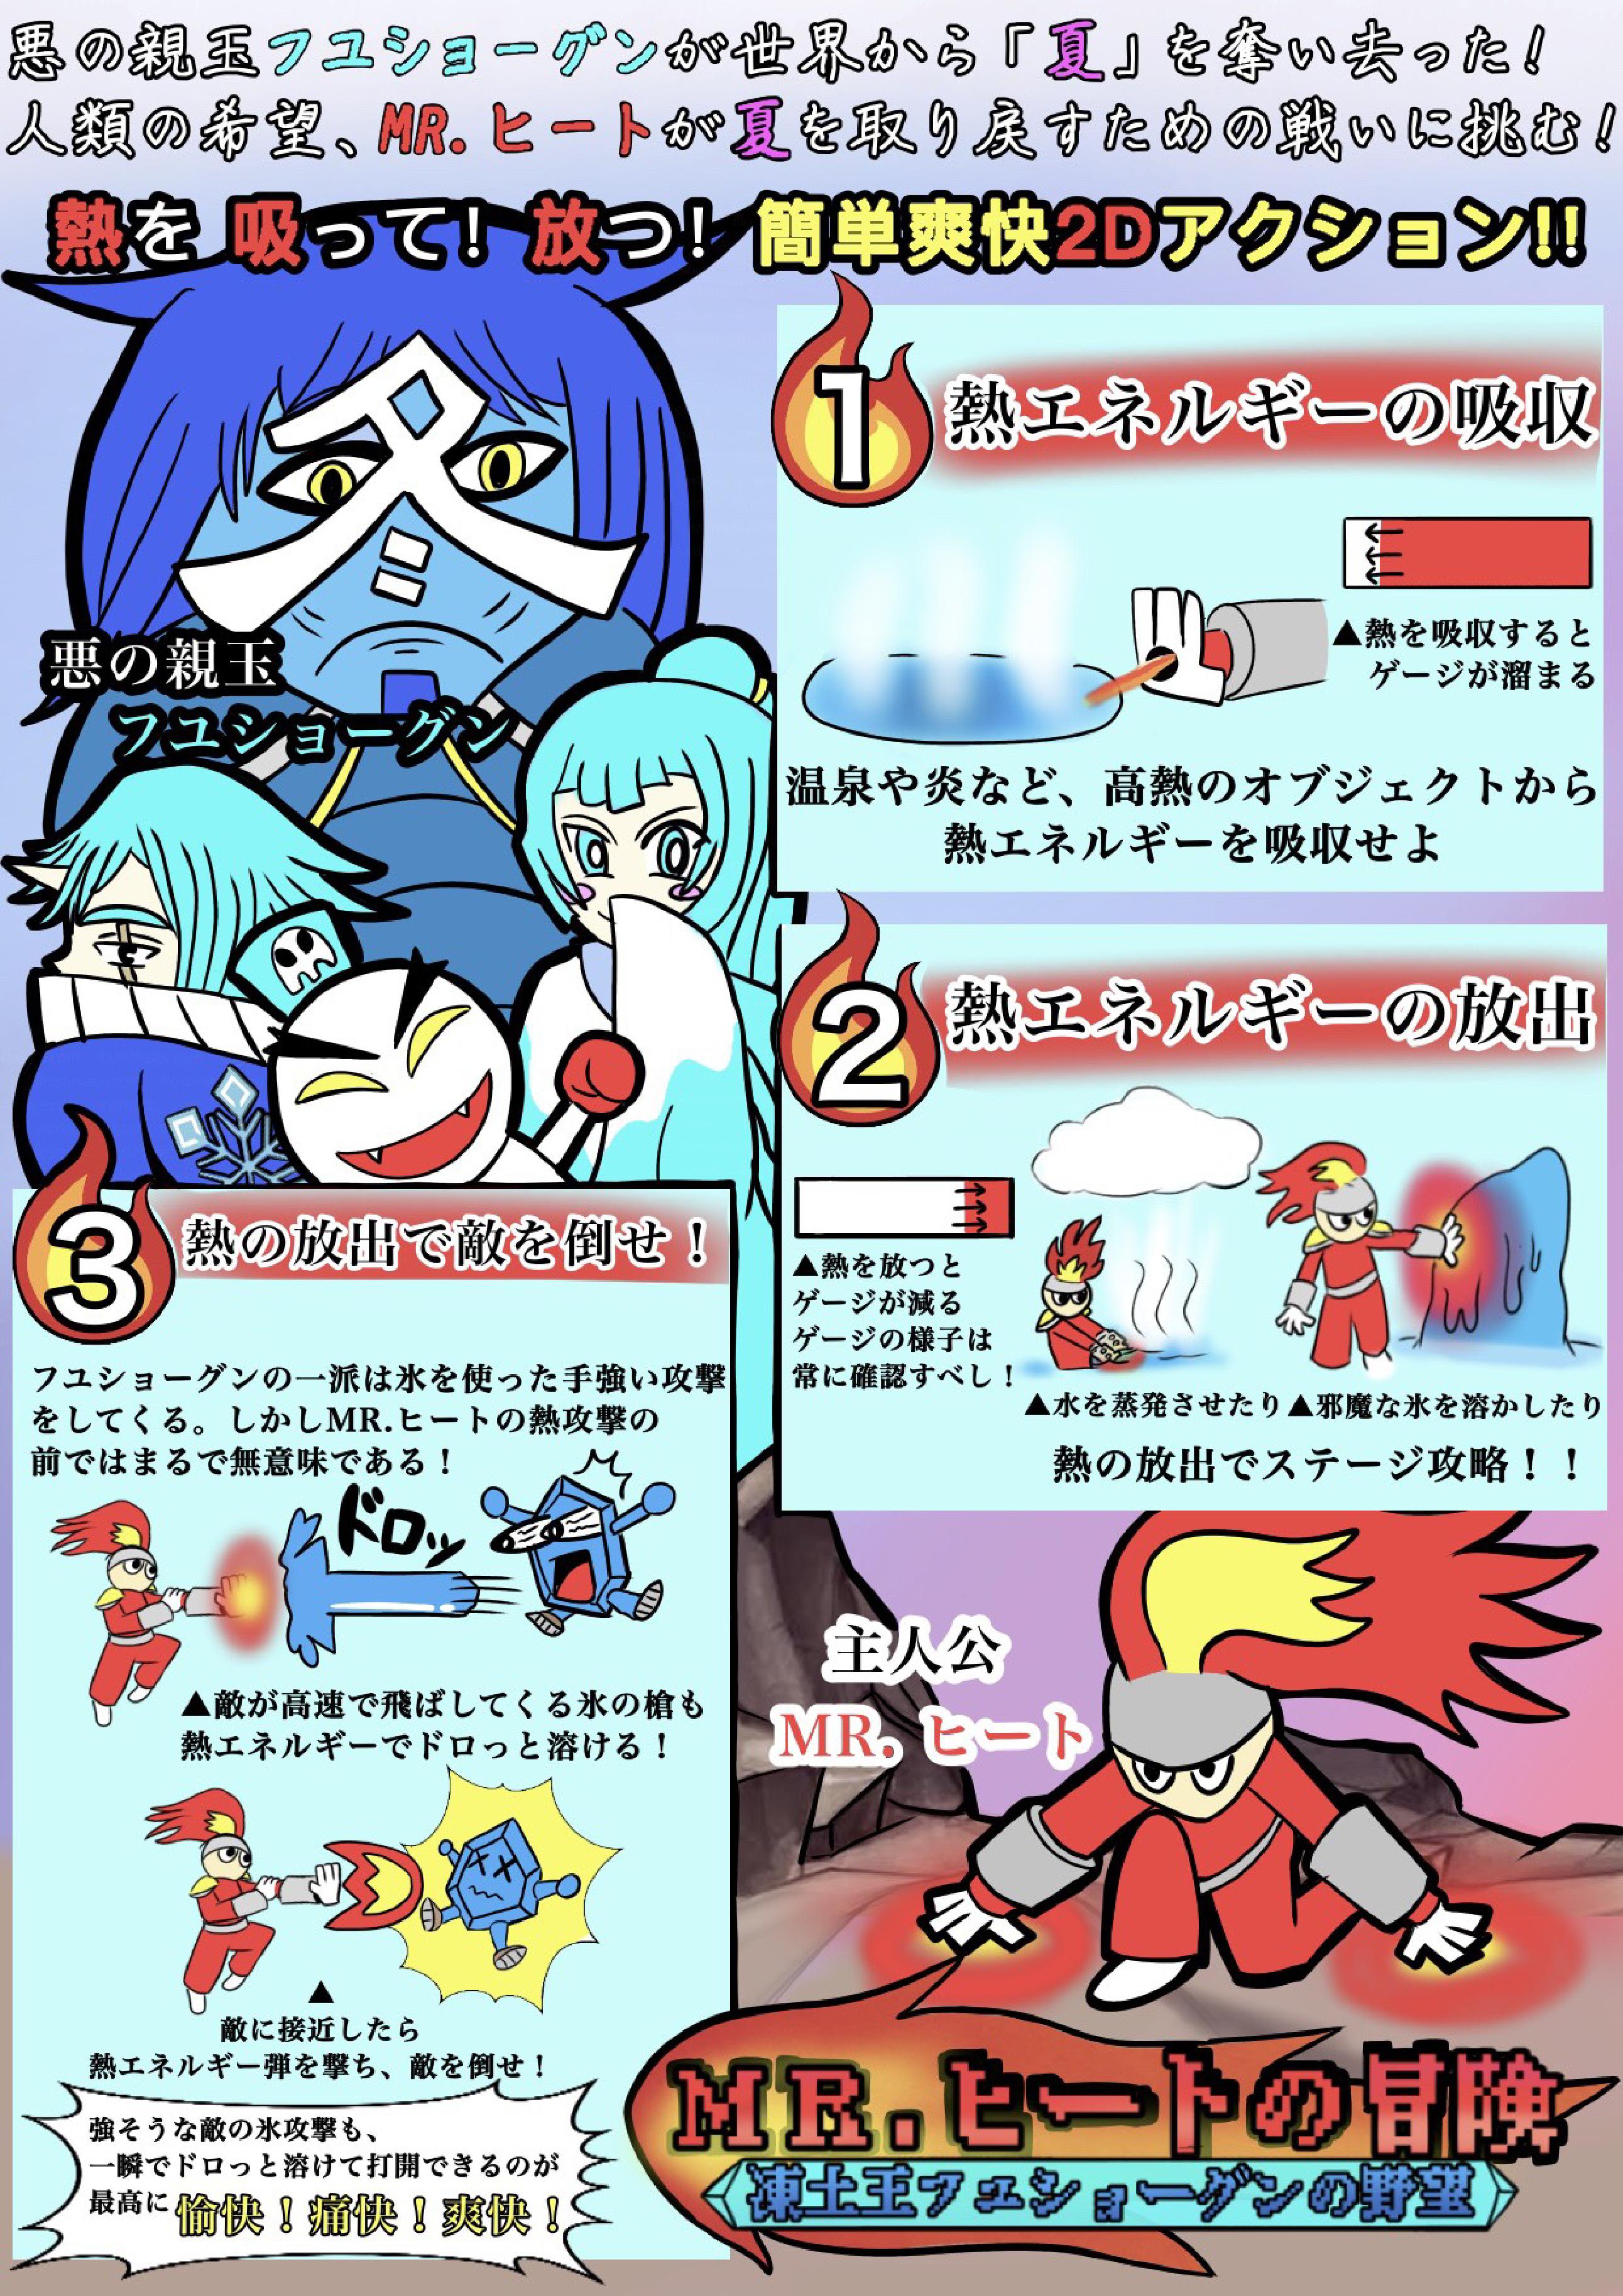 悪の親玉フユショーグンが世界から「夏」を奪い去った!
人類の希望、MR.ヒートが夏を取り戻すための戦いに挑む!
熱を 吸って! 放つ! 簡単爽快2Dアクション!!
悪の親玉
フユショーグン
1
熱エネルギーの吸収
▲熱を吸収すると
ゲージが溜まる
温泉や炎など、高熱のオブジェクトから
熱エネルギーを吸収せよ
2
熱エネルギーの放出
▲熱を放つと
ゲージが減る
ゲージの様子は
常に確認すべし!
▲水を蒸発させたり
▲邪魔な氷を溶かしたり
熱の放出でステージ攻略!!
3
熱の放出で敵を倒せ!
フユショーグンの一派は氷を使った手強い攻撃
をしてくる。しかしMR.ヒートの熱攻撃の
前ではまるで無意味である!
ドロッ
▲敵が高速で飛ばしてくる氷の槍も
熱エネルギーでドロっと溶ける!
▲
敵に接近したら
熱エネルギー弾を撃ち、敵を倒せ!
強そうな敵の氷攻撃も、
一瞬でドロっと溶けて打開できるのが
最高に 愉快!痛快!爽快!
主人公
MR. ヒート
MR.ヒートの冒険
凍土王フユショーグンの野望